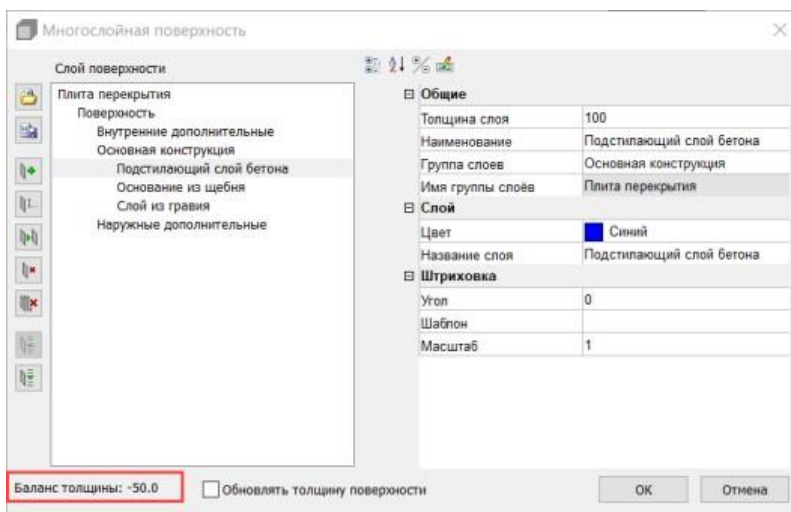 Многослойная поверхность
Слой поверхности
Плита перекрытия
Поверхность
Внутренние дополнительные
Основная конструкция
Подстилающий слой бетона
Основание из щебня
Слой из гравия
Наружные дополнительные
Общие
Толщина слоя 100
Наименование Подстилающий слой бетона
Группа слоев Основная конструкция
Имя группы слоёв Плита перекрытия
Слой
Цвет Синий
Название слоя Подстилающий слой бетона
Штриховка
Угол 0
Шаблон
Масштаб 1
Баланс толщины: -50.0
Обновлять толщину поверхности
ОК
Отмена